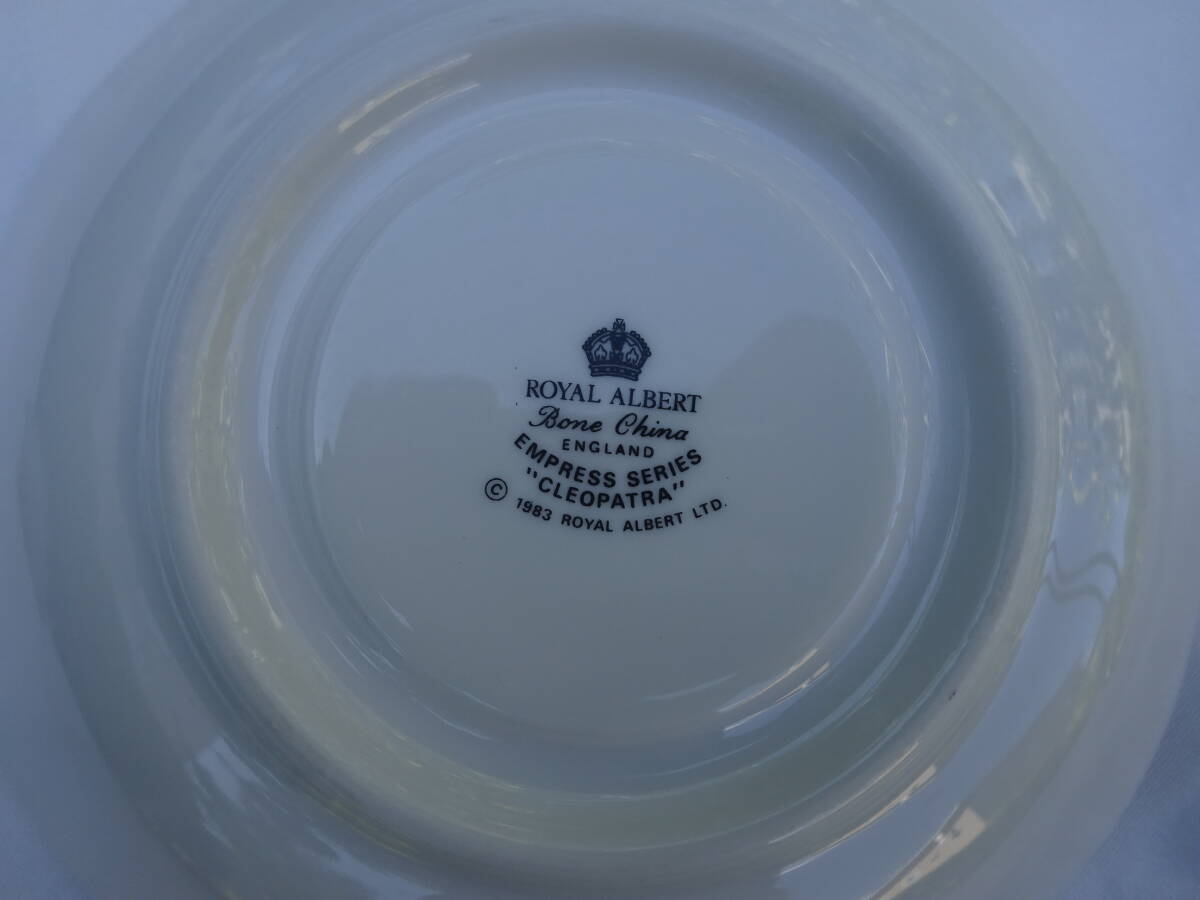 ROYAL ALBERT
Bone China
ENGLAND
EMPRESS SERIES
"CLEOPATRA"
© 1983 ROYAL ALBERT LTD.